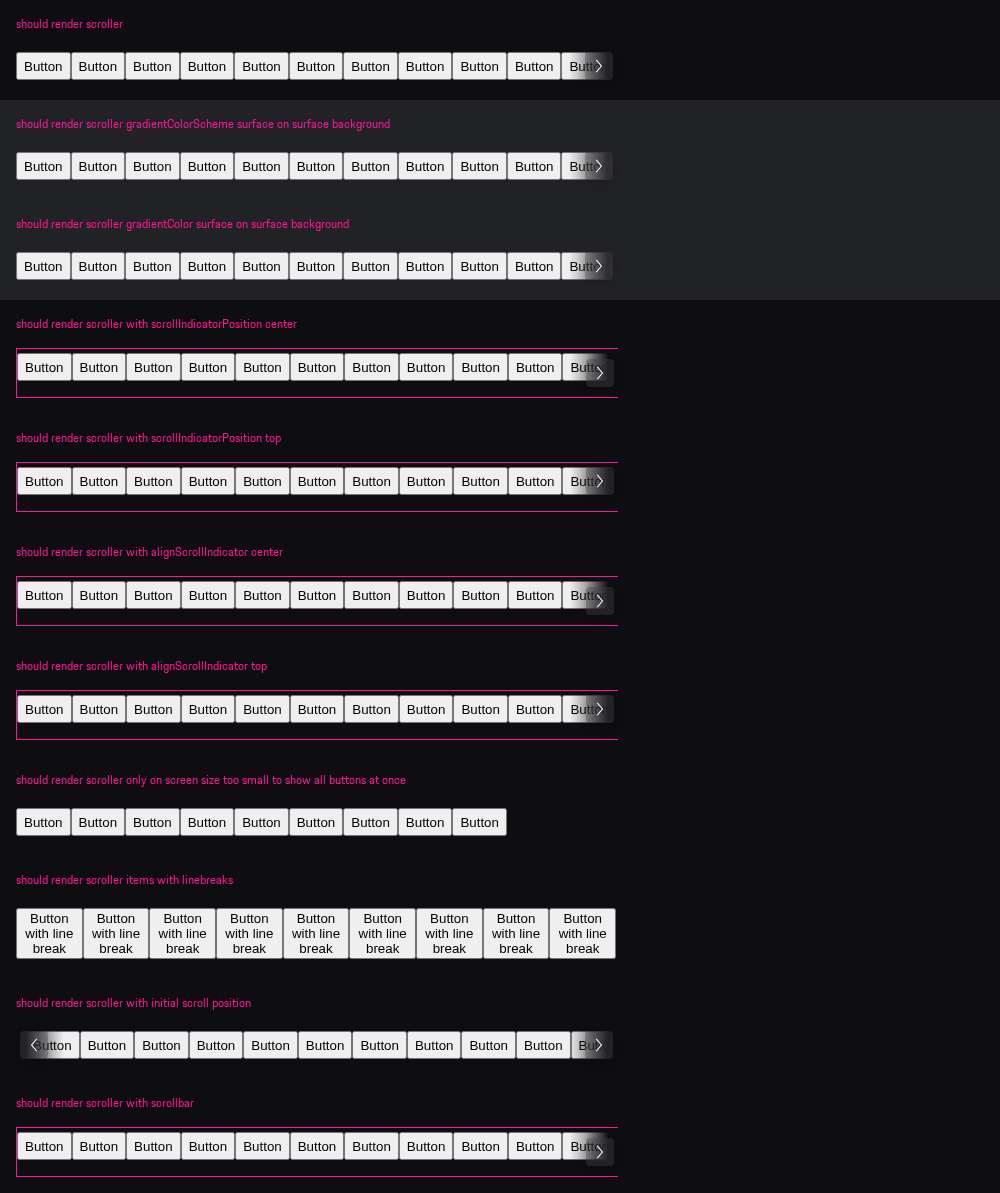 should render scroller
Button Button Button Button Button Button Button Button Button Button Button
should render scroller gradientColorScheme surface on surface background
Button Button Button Button Button Button Button Button Button Button Button
should render scroller gradientColor surface on surface background
Button Button Button Button Button Button Button Button Button Button Button
should render scroller with scrollIndicatorPosition center
Button Button Button Button Button Button Button Button Button Button Button
should render scroller with scrollIndicatorPosition top
Button Button Button Button Button Button Button Button Button Button Button
should render scroller with alignScrollIndicator center
Button Button Button Button Button Button Button Button Button Button Button
should render scroller with alignScrollIndicator top
Button Button Button Button Button Button Button Button Button Button Button
should render scroller only on screen size too small to show all buttons at once
Button Button Button Button Button Button Button Button Button
should render scroller items with linebreaks
Button Button Button Button Button Button Button Button Button
with line with line with line with line with line with line with line with line with line
break break break break break break break break break
should render scroller with initial scroll position
Button Button Button Button Button Button Button Button Button Button But
should render scroller with scrollbar
Button Button Button Button Button Button Button Button Button Button Button